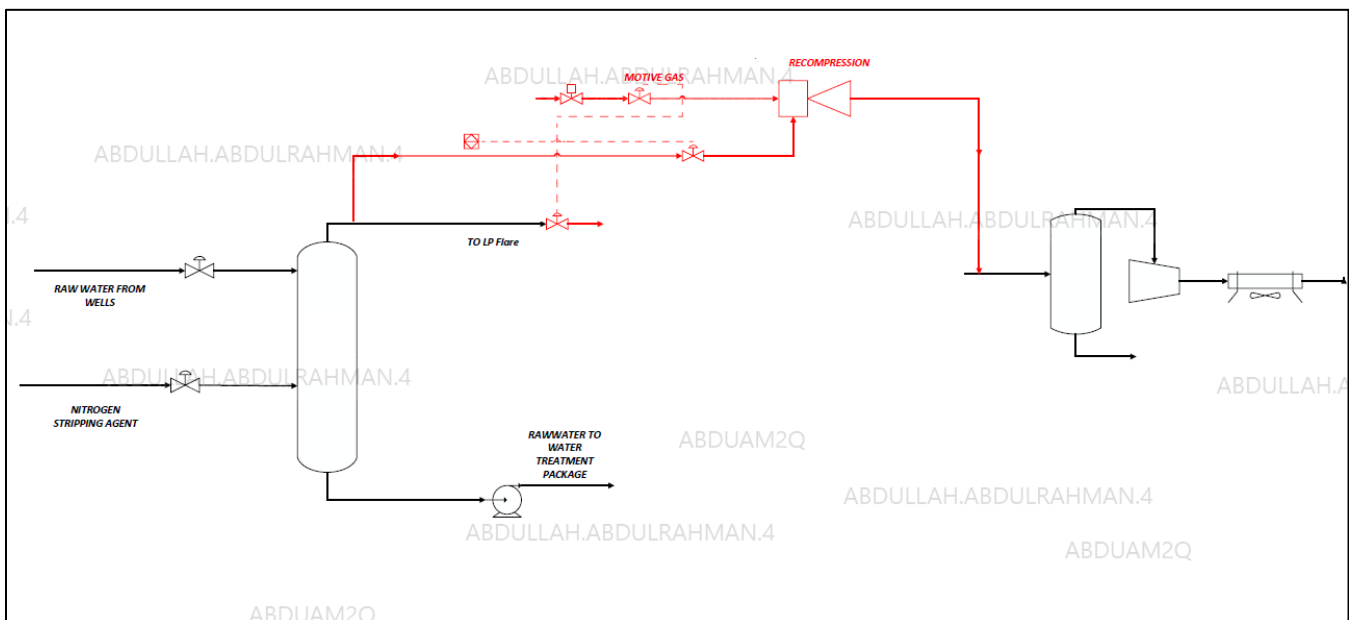 ABDULLAH.ABDULRAHMAN.4
MOTIVE GAS
RECOMPRESSION
ABDULLAH.ABDULRAHMAN.4
N.4
ABDULLAH.ABDULRAHMAN.4
TO LP Flare
RAW WATER FROM
WELLS
N.4
ABDULLAH.ABDULRAHMAN.4
ABDULLAH.A
NITROGEN
STRIPPING AGENT
RAWWATER TO
WATER
TREATMENT
PACKAGE
ABDUAM2Q
ABDULLAH.ABDULRAHMAN.4
ABDULLAH.ABDULRAHMAN.4
ABDUAM2Q
ABDUAM2Q